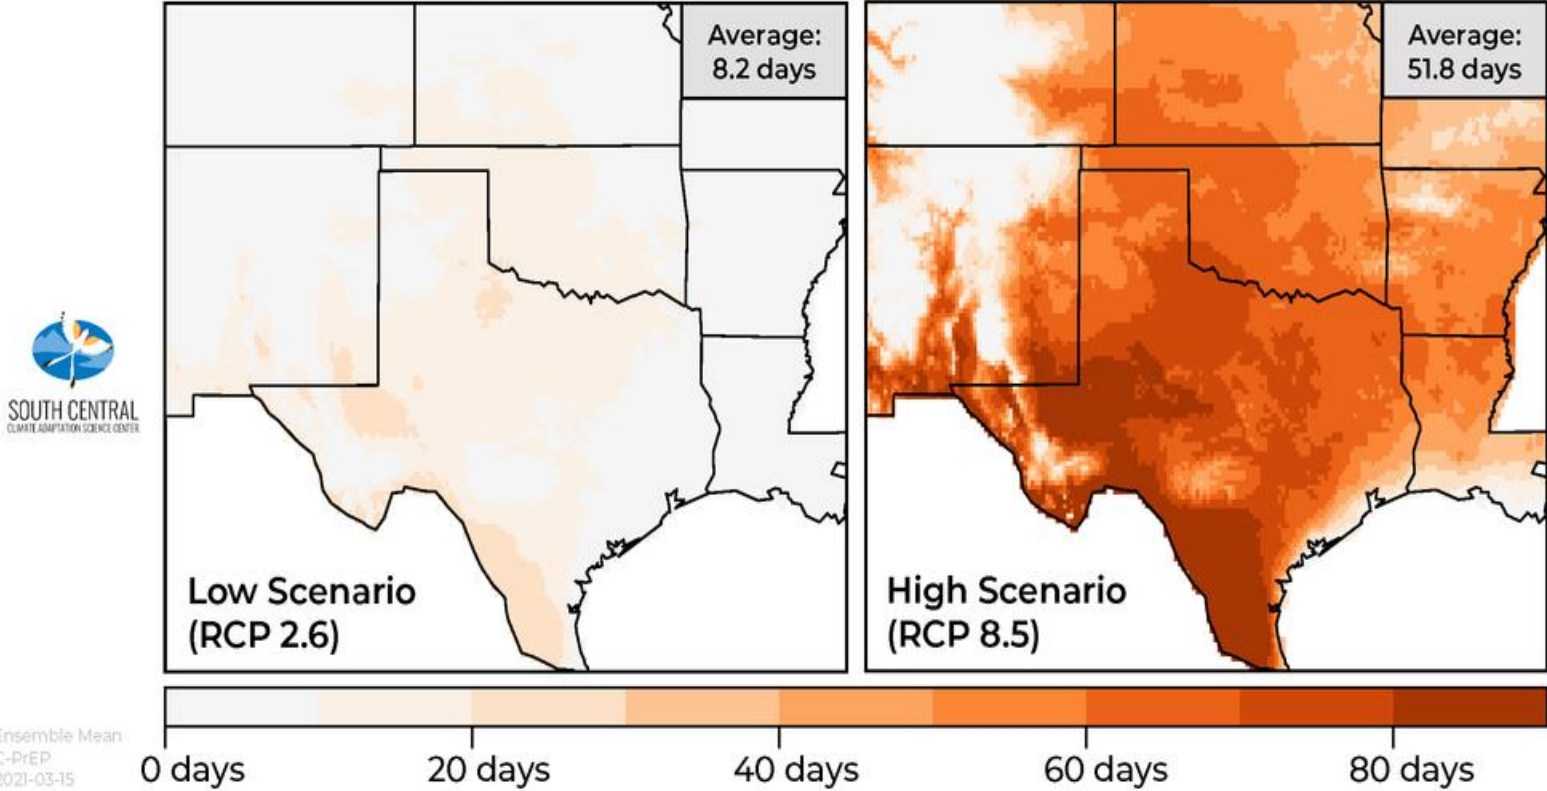 Average:
8.2 days
Average:
51.8 days
SOUTH CENTRAL
CLIMATE ADAPTATION SCIENCE CENTER
Low Scenario
(RCP 2.6)
High Scenario
(RCP 8.5)
Ensemble Mean
C-PrEP
2021-03-15
0 days
20 days
40 days
60 days
80 days